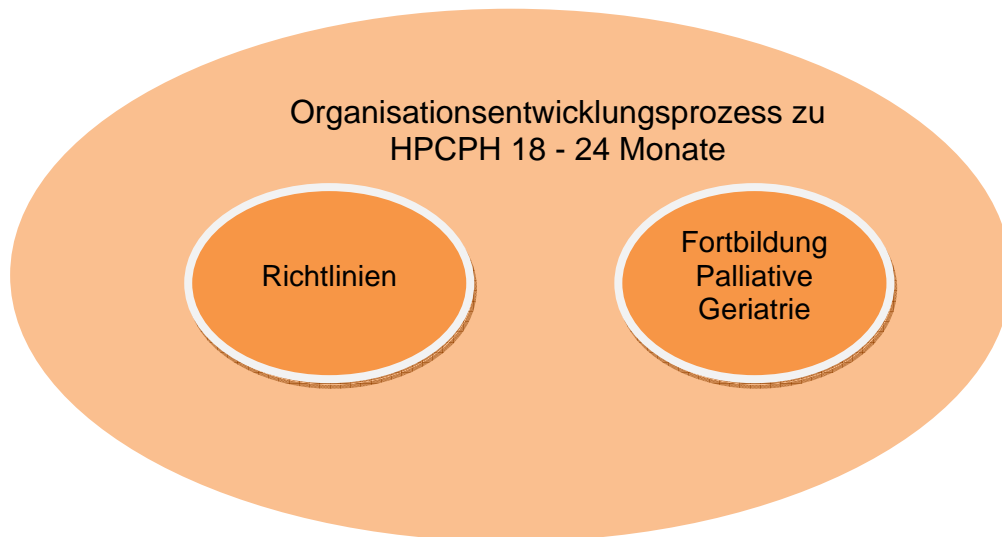 Organisationsentwicklungsprozess zu
HPCPH 18 - 24 Monate
Richtlinien
Fortbildung
Palliative
Geriatrie